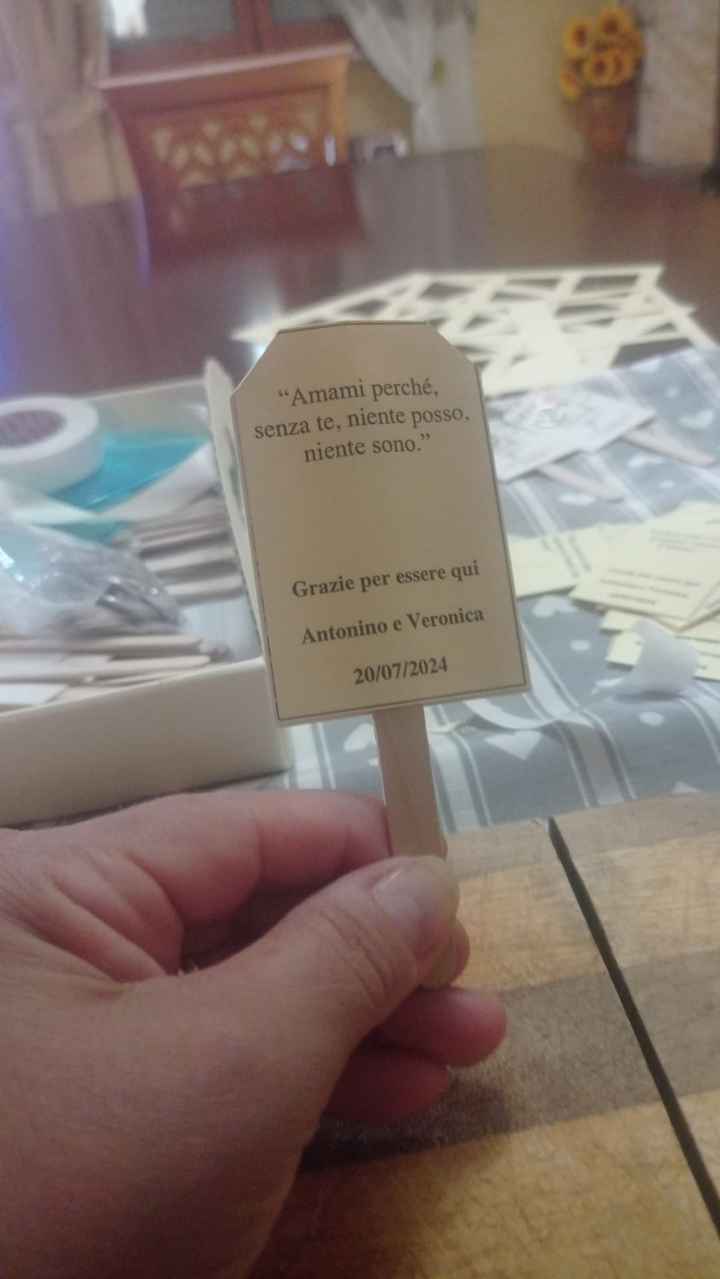 “Amami perché,
senza te, niente posso,
niente sono.”
Grazie per essere qui
Antonino e Veronica
20/07/2024